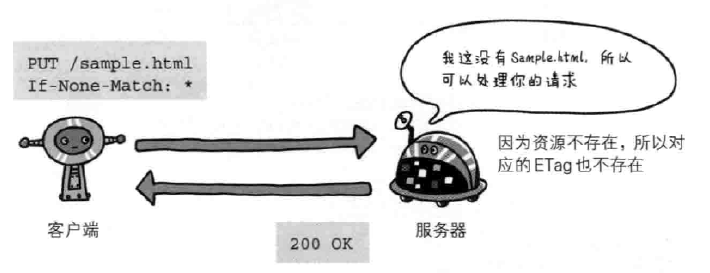 PUT /sample.html
If-None-Match: *
我这没有Sample.html，所以
可以处理你的请求
因为资源不存在，所以对
应的ETag也不存在
客户端
服务器
200 OK